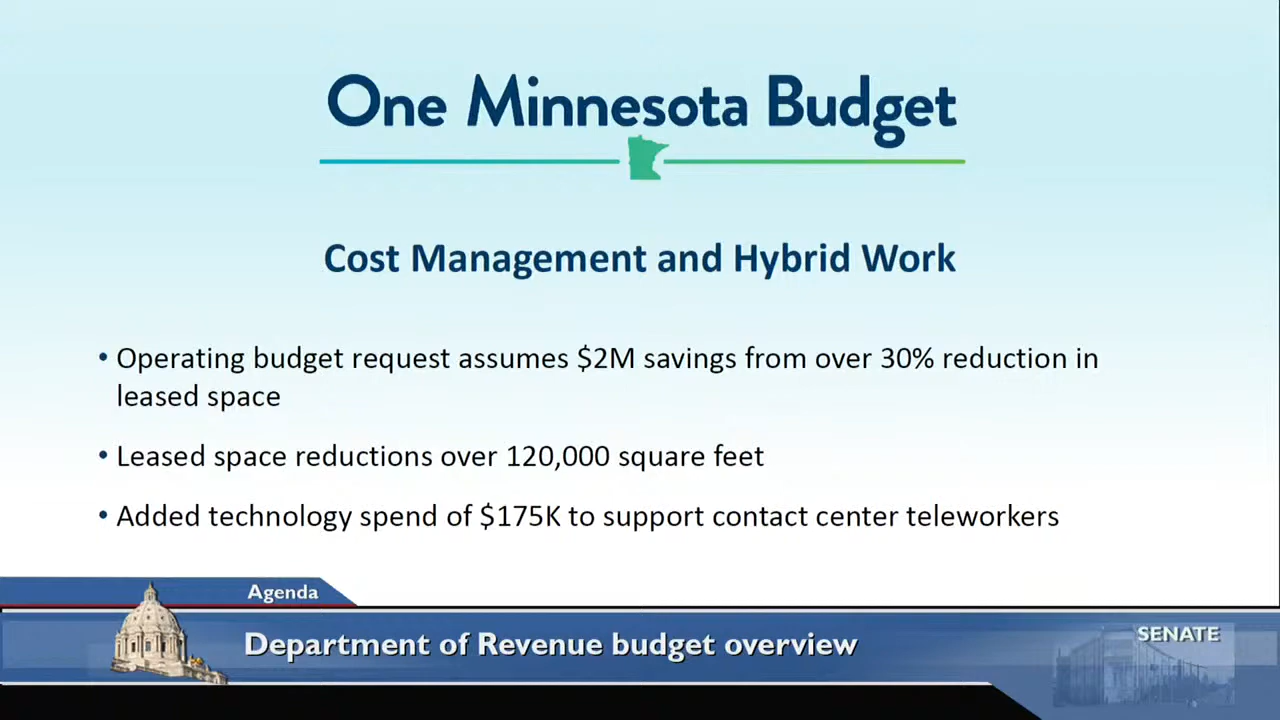 One Minnesota Budget
Cost Management and Hybrid Work
• Operating budget request assumes $2M savings from over 30% reduction in
leased space
• Leased space reductions over 120,000 square feet
• Added technology spend of $175K to support contact center teleworkers
Agenda
Department of Revenue budget overview
SENATE